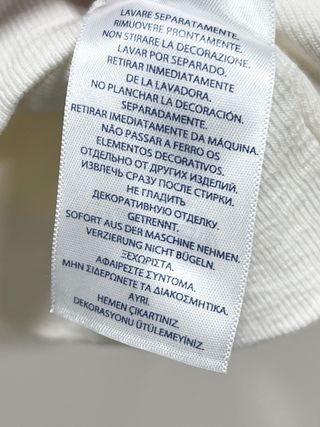 LAVARE SEPARATAMENTE.
RIMUOVERE PRONTAMENTE.
NON STIRARE LA DECORAZIONE.
LAVAR POR SEPARADO.
RETIRAR INMEDIATAMENTE
DE LA LAVADORA.
NO PLANCHAR LA DECORACIÓN.
SEPARADAMENTE.
RETIRAR IMEDIATAMENTE DA MÁQUINA.
NÃO PASSAR A FERRO OS
ELEMENTOS DECORATIVOS.
ОТДЕЛЬНО ОТ ДРУГИХ ИЗДЕЛИЙ.
ИЗВЛЕЧЬ СРАЗУ ПОСЛЕ СТИРКИ.
НЕ ГЛАДИТЬ
ДЕКОРАТИВНУЮ ОТДЕЛКУ.
GETRENNT.
SOFORT AUS DER MASCHINE NEHMEN.
VERZIERUNG NICHT BÜGELN.
ΞΕΧΩΡΙΣΤΑ.
ΑΦΑΙΡΕΣΤΕ ΣΥΝΤΟΜΑ.
ΜΗΝ ΣΙΔΕΡΩΝΕΤΕ ΤΑ ΔΙΑΚΟΣΜΗΤΙΚΑ.
AYRI.
HEMEN ÇIKARTINIZ.
DEKORASYONU ÜTÜLEMEYİNİZ.